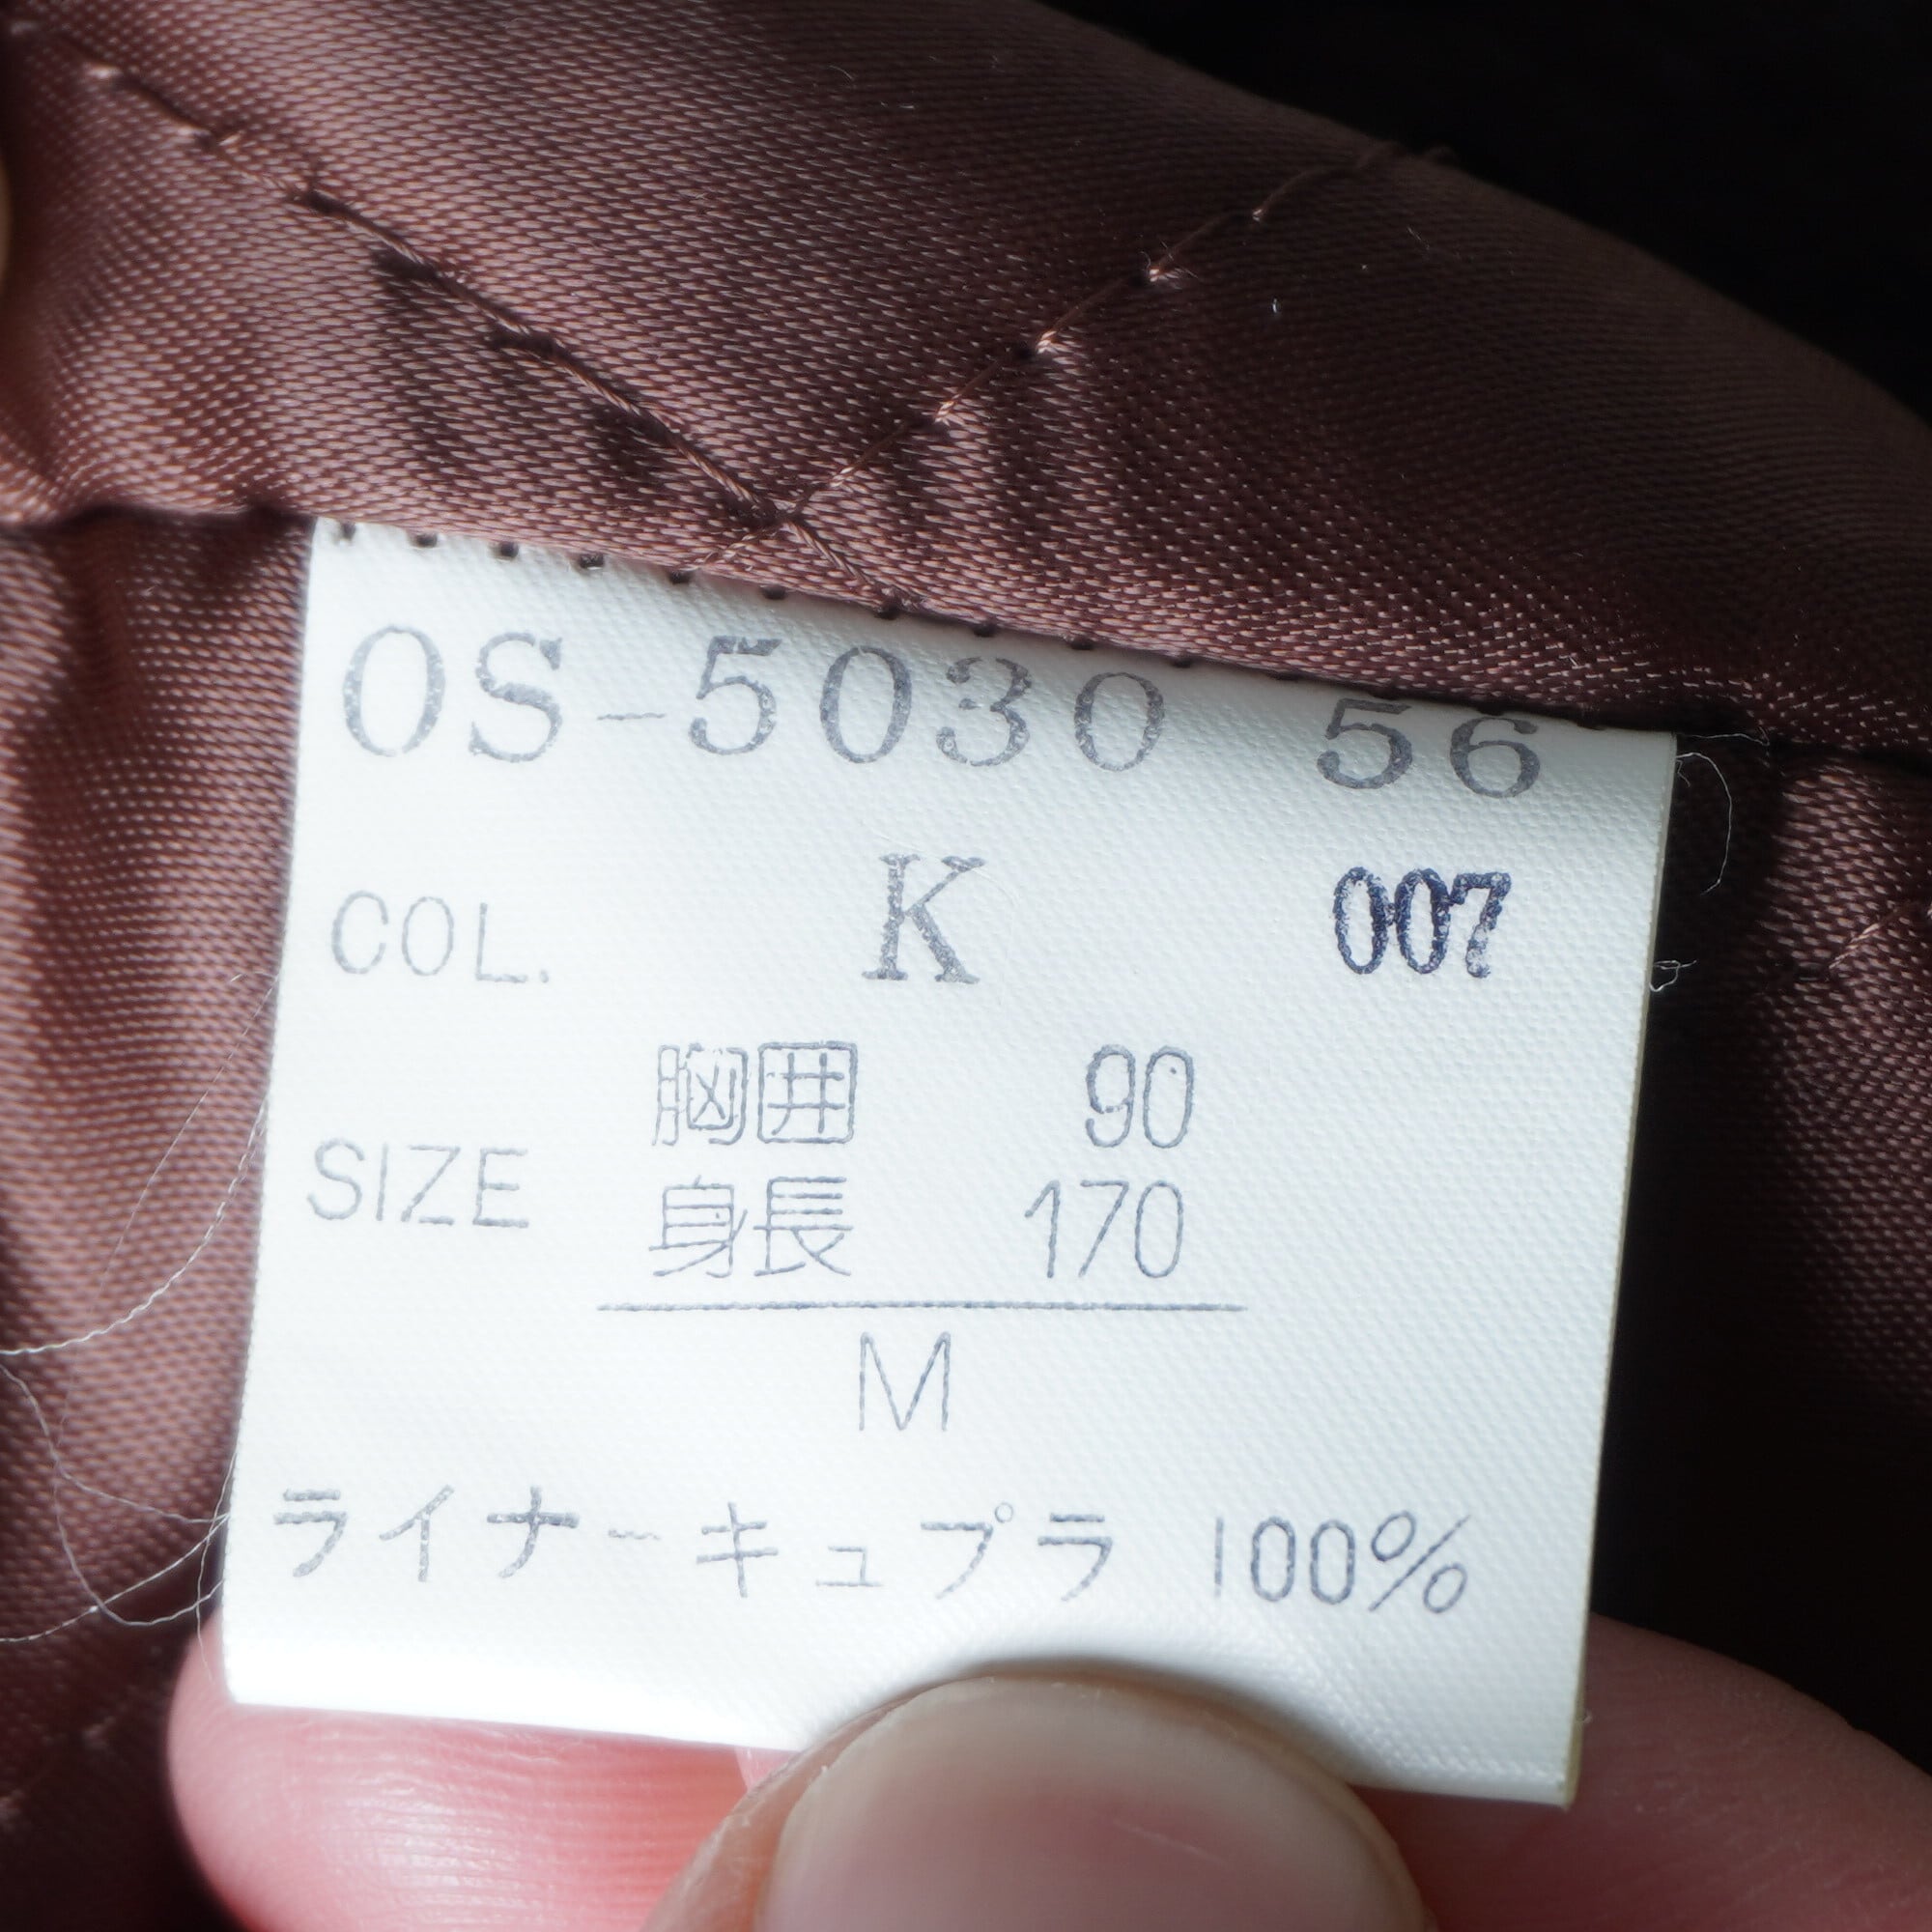 OS-5030 56
COL. K 007
胸囲 90
SIZE
身長 170
M
ライナーキュプラ 100%